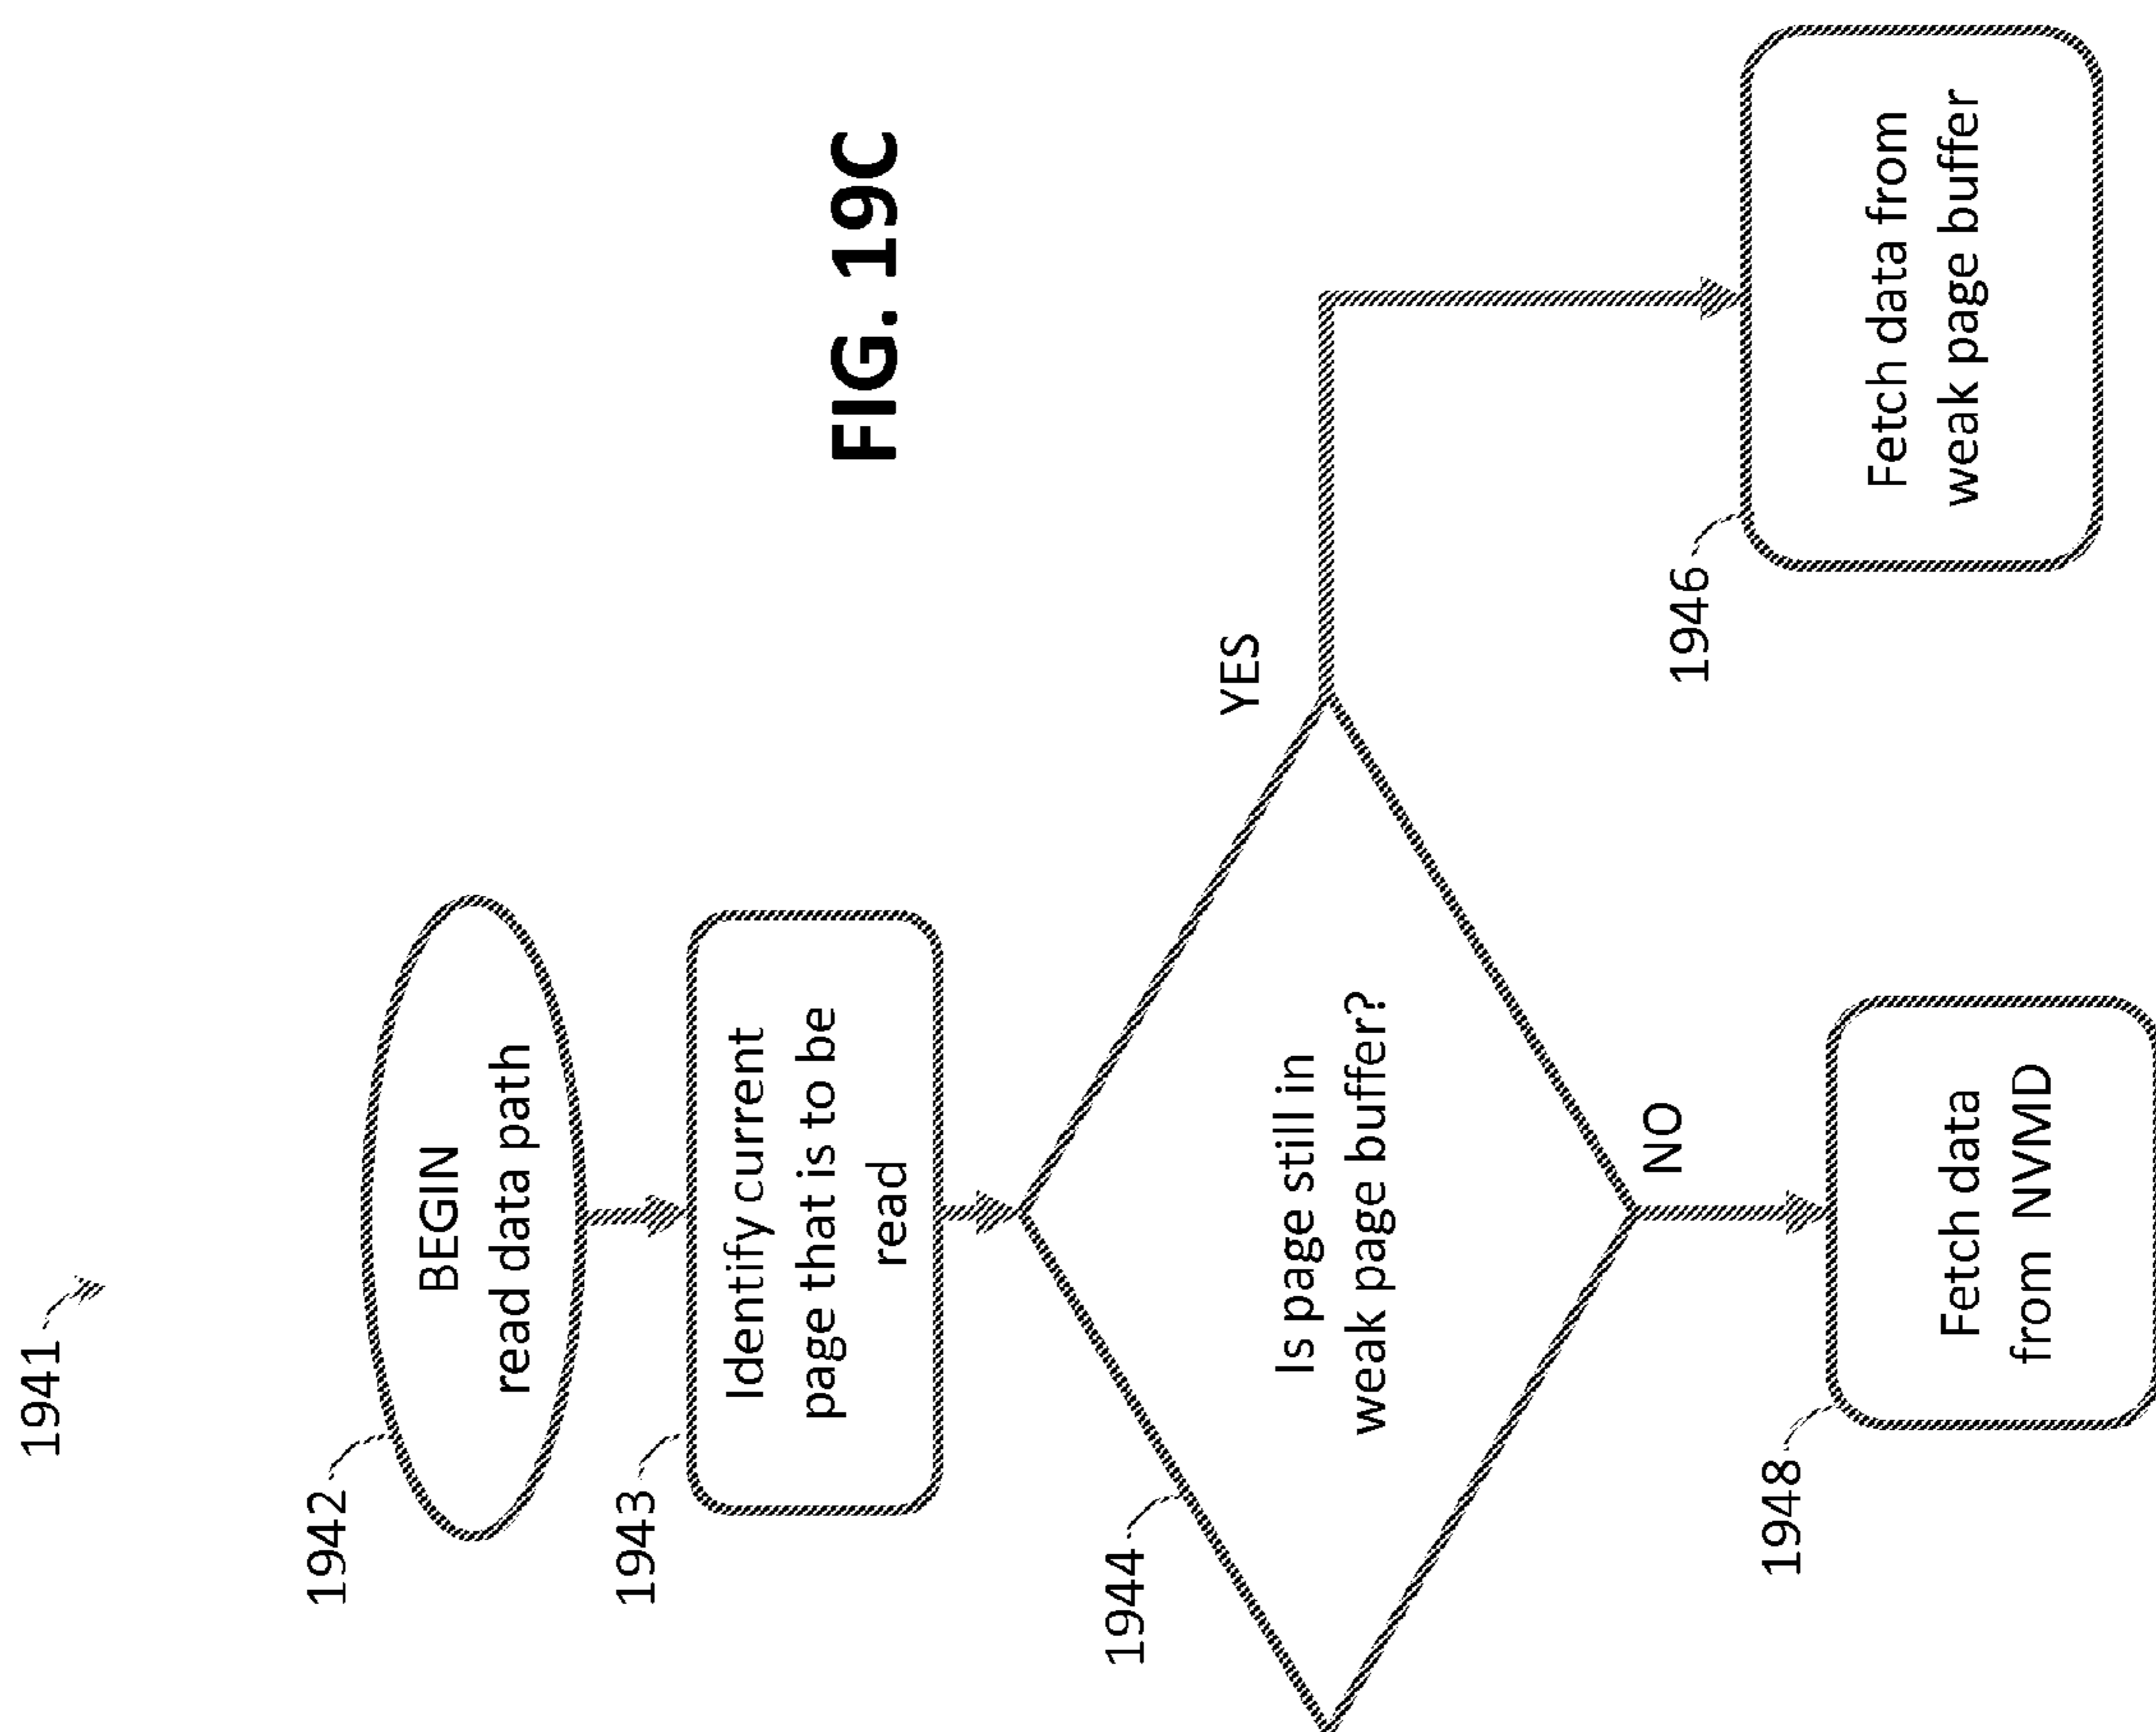 1941
1942
BEGIN
read data path
1943
Identify current
page that is to be
read
1944
Is page still in
weak page buffer?
YES
NO
1946
Fetch data from
weak page buffer
1948
Fetch data
from NVMD
FIG. 19C